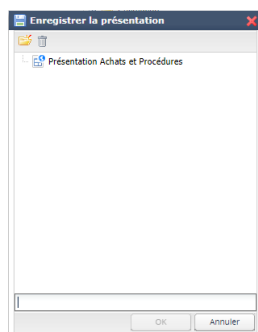 Enregistrer la présentation
Présentation Achats et Procédures
OK
Annuler